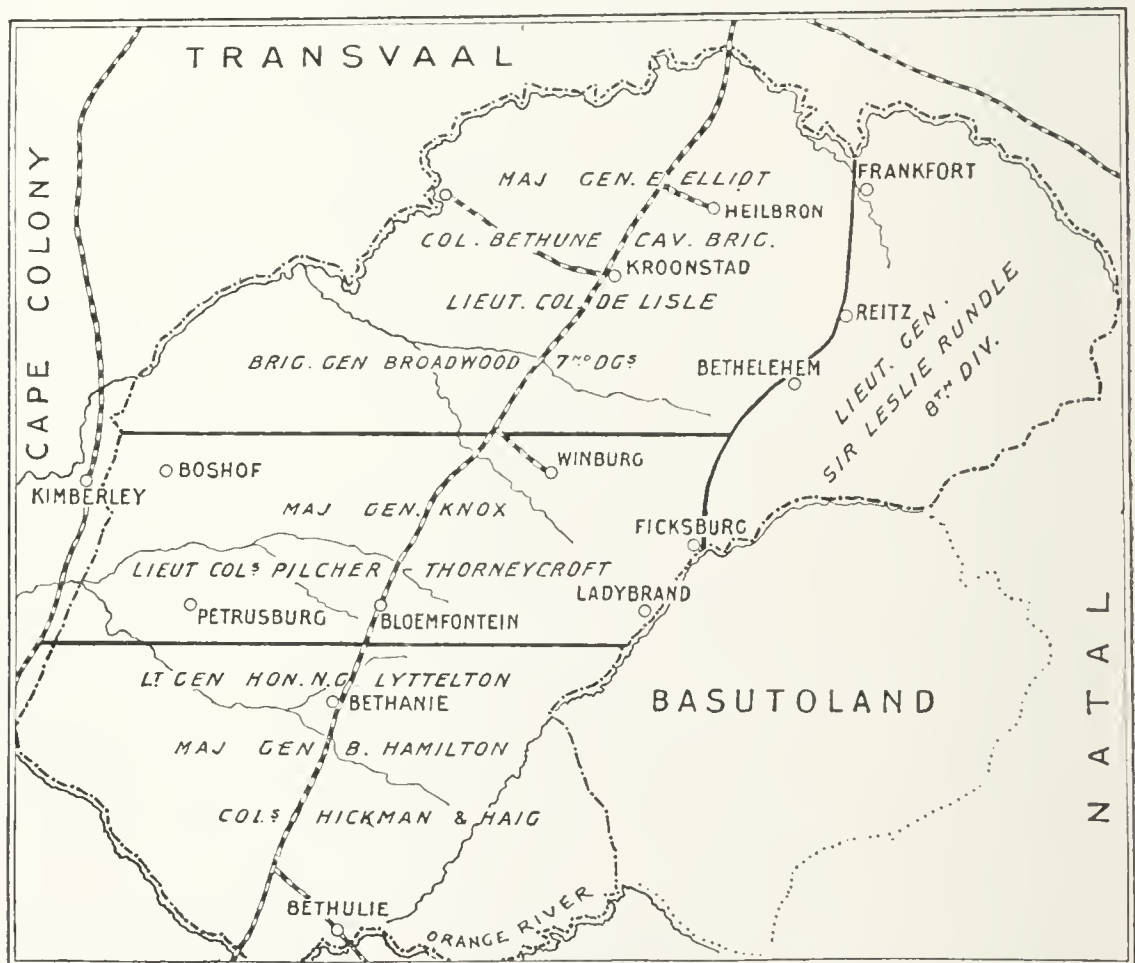 TRANSVAAL
CAPE COLONY
FRANKFORT
MAJ GEN. E ELLIOT
HEILBRON
COL. BETHUNE CAV. BRIG.
KROONSTAD
LIEUT. COL. DE LISLE
REITZ
BRIG. GEN BROADWOOD 7ND DGS
BETHELEHEM
LIEUT. GEN.
SIR LESLIE RUNDLE
8TH DIV.
BOSHOF
WINBURG
KIMBERLEY
MAJ GEN. KNOX
FICKSBURG
LIEUT COLS PILCHER - THORNEYCROFT
LADYBRAND
PETRUSBURG
BLOEMFONTEIN
NATAL
LT GEN HON. N.G. LYTTELTON
BETHANIE
BASUTOLAND
MAJ GEN B. HAMILTON
COLS HICKMAN & HAIG
BETHULIE
ORANGE RIVER